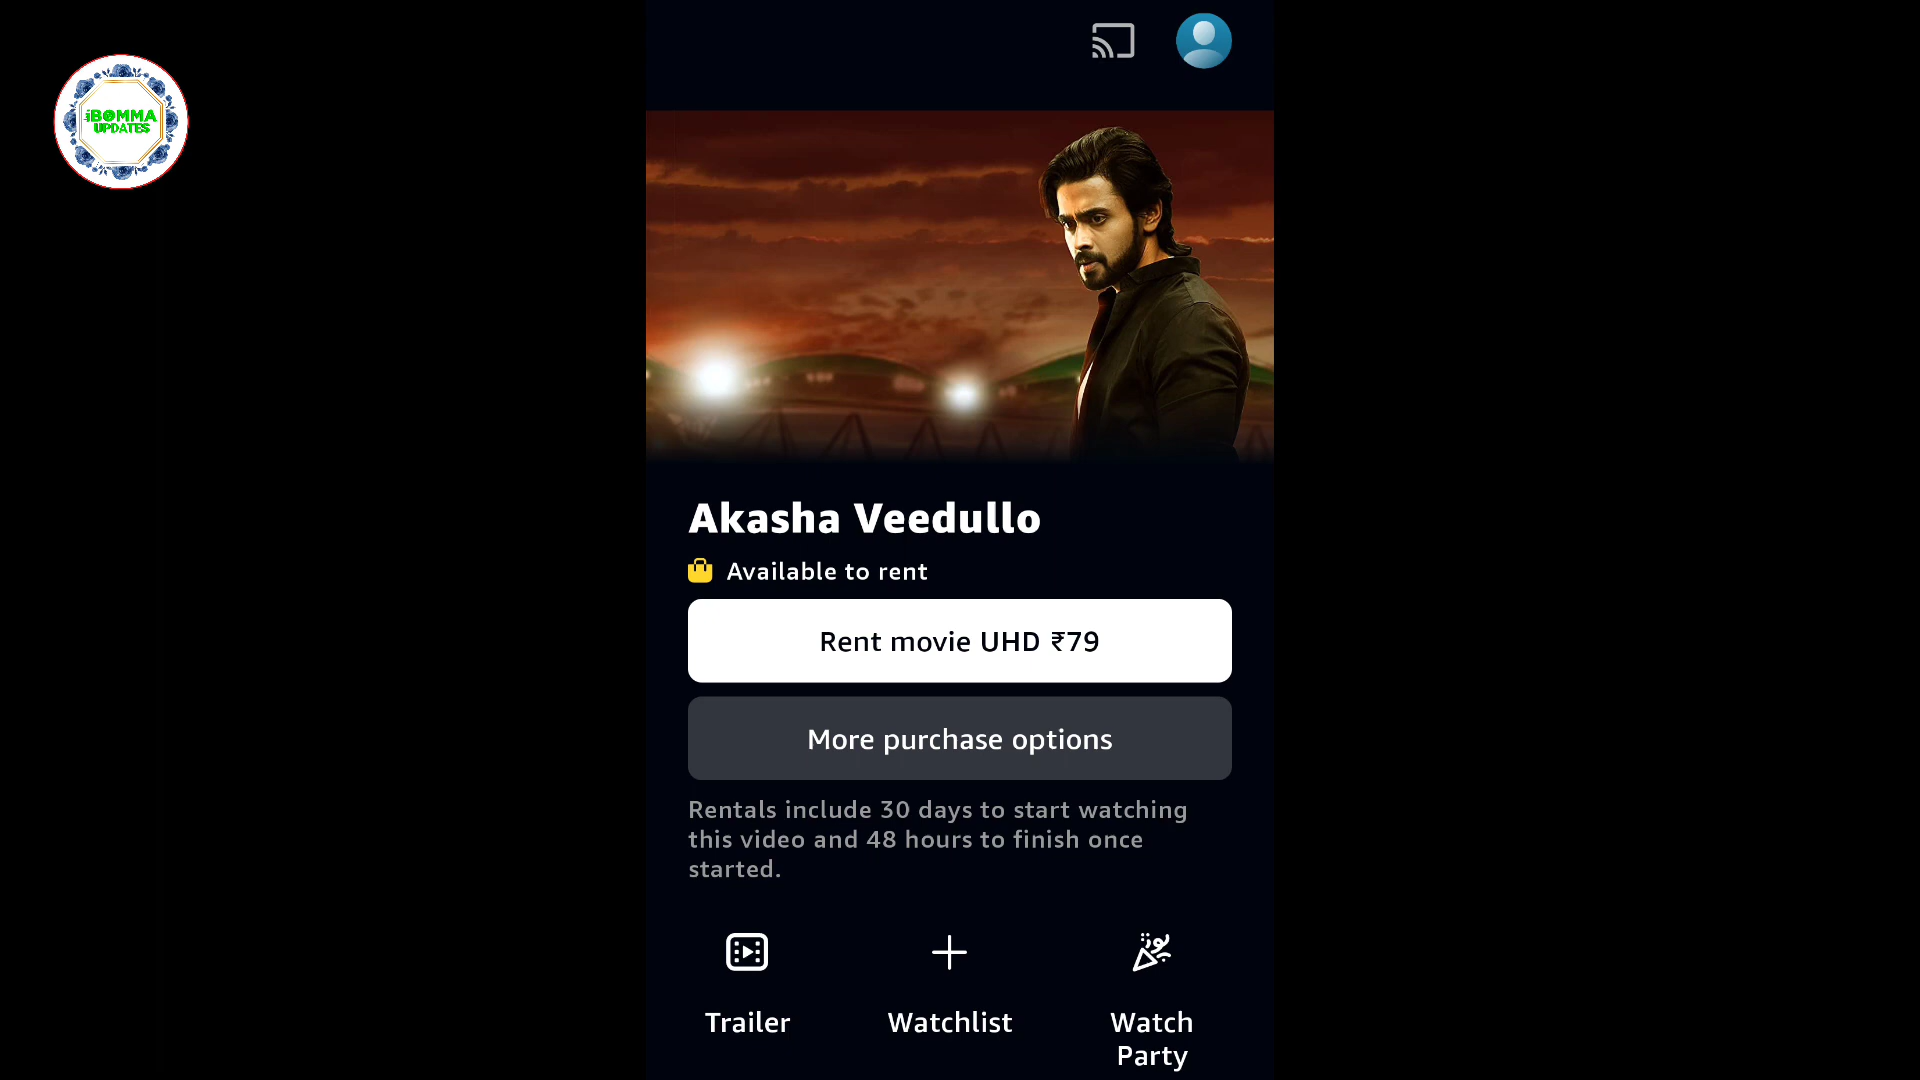 iBOMMA
UPDATES
Akasha Veedullo
Available to rent
Rent movie UHD ₹79
More purchase options
Rentals include 30 days to start watching
this video and 48 hours to finish once
started.
Trailer
Watchlist
Watch
Party